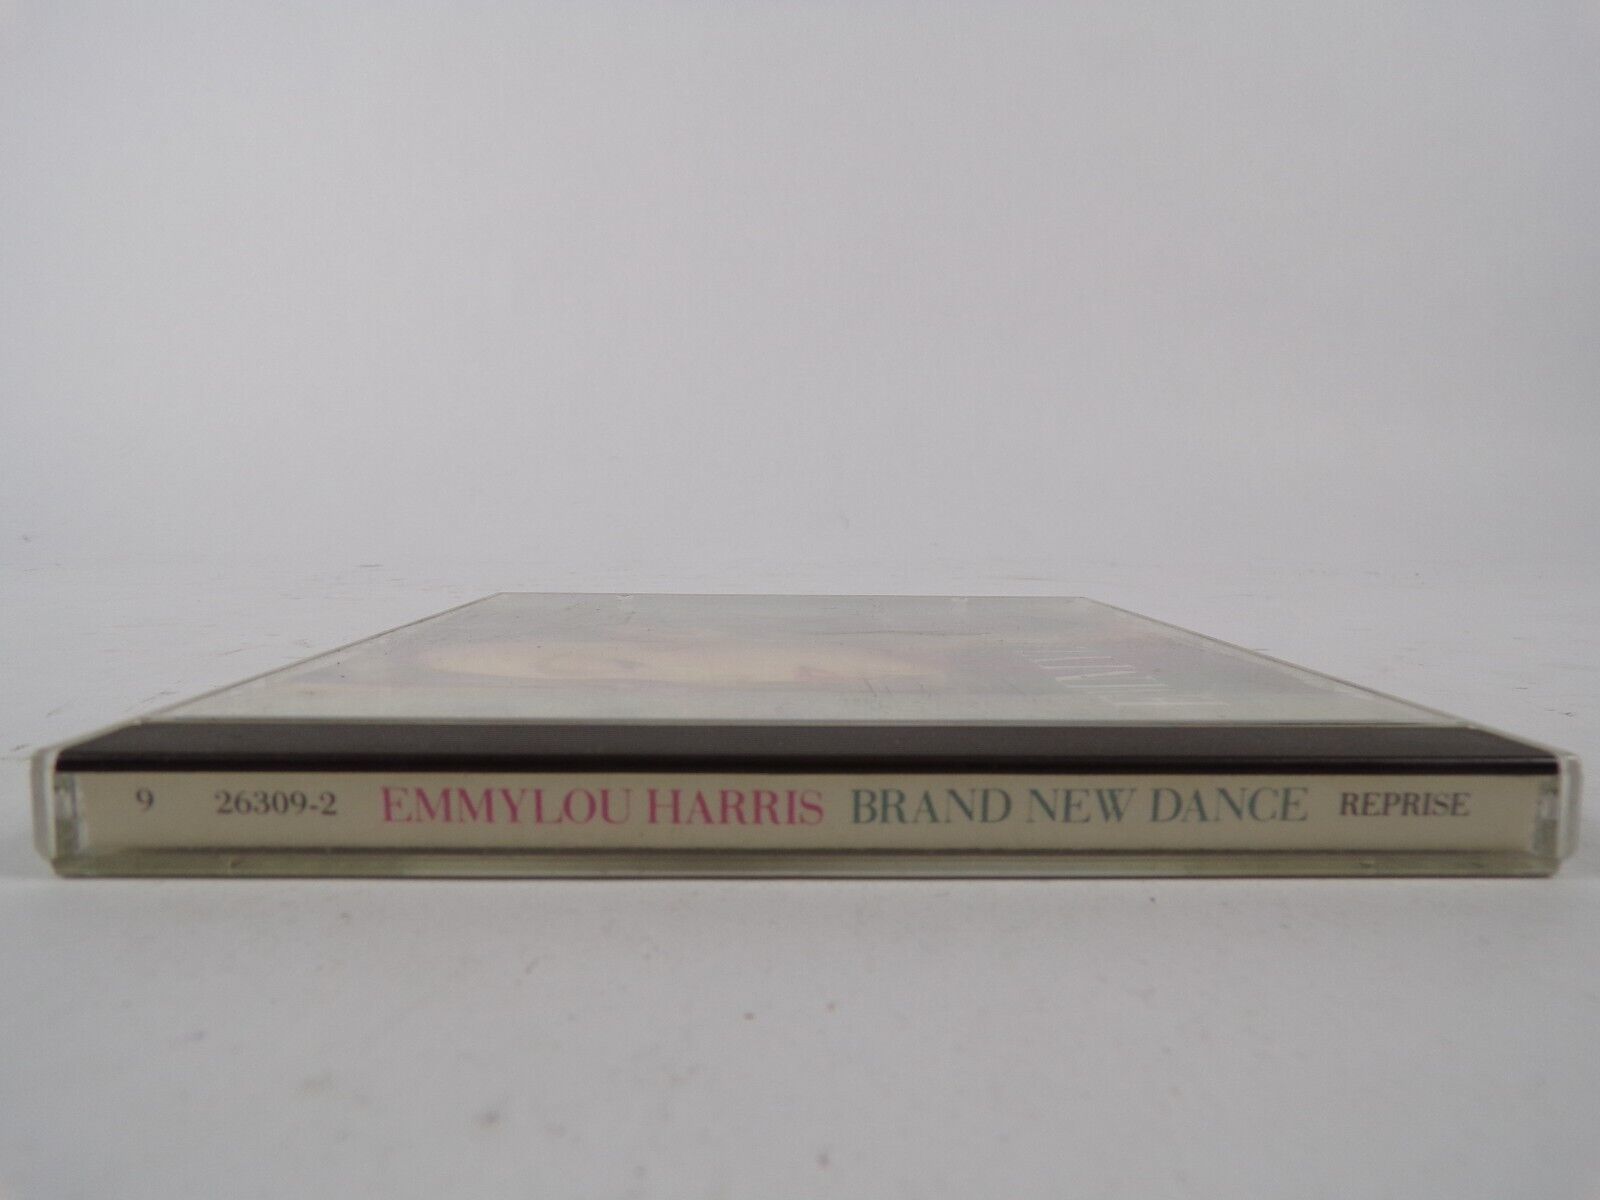 9 26309-2 EMMYLOU HARRIS BRAND NEW DANCE REPRISE